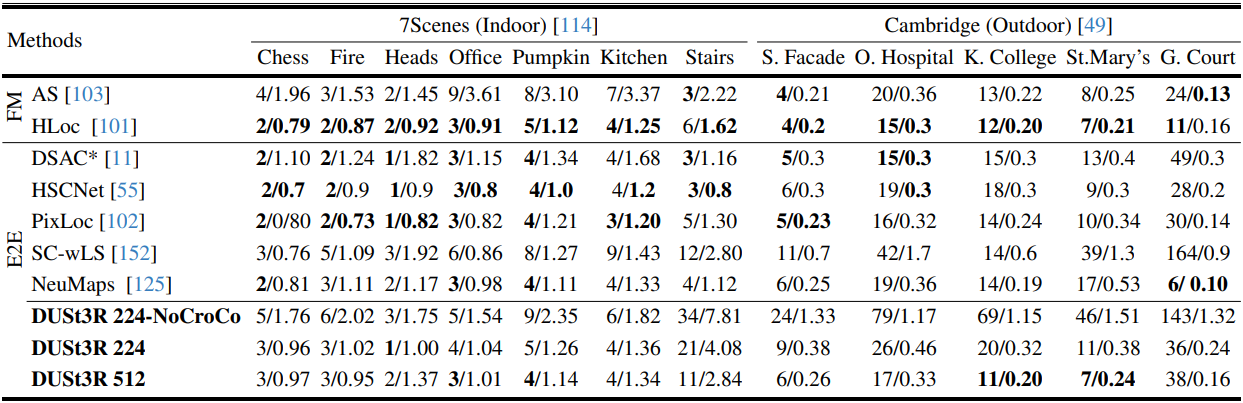 Methods 7Scenes (Indoor) [114] Cambridge (Outdoor) [49]
Chess Fire Heads Office Pumpkin Kitchen Stairs S. Facade O. Hospital K. College St.Mary's G. Court
FM
AS [103] 4/1.96 3/1.53 2/1.45 9/3.61 8/3.10 7/3.37 3/2.22 4/0.21 20/0.36 13/0.22 8/0.25 24/0.13
HLoc [101] 2/0.79 2/0.87 2/0.92 3/0.91 5/1.12 4/1.25 6/1.62 4/0.2 15/0.3 12/0.20 7/0.21 11/0.16
E2E
DSAC* [11] 2/1.10 2/1.24 1/1.82 3/1.15 4/1.34 4/1.68 3/1.16 5/0.3 15/0.3 15/0.3 13/0.4 49/0.3
HSCNet [55] 2/0.7 2/0.9 1/0.9 3/0.8 4/1.0 4/1.2 3/0.8 6/0.3 19/0.3 18/0.3 9/0.3 28/0.2
PixLoc [102] 2/0/80 2/0.73 1/0.82 3/0.82 4/1.21 3/1.20 5/1.30 5/0.23 16/0.32 14/0.24 10/0.34 30/0.14
SC-wLS [152] 3/0.76 5/1.09 3/1.92 6/0.86 8/1.27 9/1.43 12/2.80 11/0.7 42/1.7 14/0.6 39/1.3 164/0.9
NeuMaps [125] 2/0.81 3/1.11 2/1.17 3/0.98 4/1.11 4/1.33 4/1.12 6/0.25 19/0.36 14/0.19 17/0.53 6/ 0.10
DUSt3R 224-NoCroCo 5/1.76 6/2.02 3/1.75 5/1.54 9/2.35 6/1.82 34/7.81 24/1.33 79/1.17 69/1.15 46/1.51 143/1.32
DUSt3R 224 3/0.96 3/1.02 1/1.00 4/1.04 5/1.26 4/1.36 21/4.08 9/0.38 26/0.46 20/0.32 11/0.38 36/0.24
DUSt3R 512 3/0.97 3/0.95 2/1.37 3/1.01 4/1.14 4/1.34 11/2.84 6/0.26 17/0.33 11/0.20 7/0.24 38/0.16